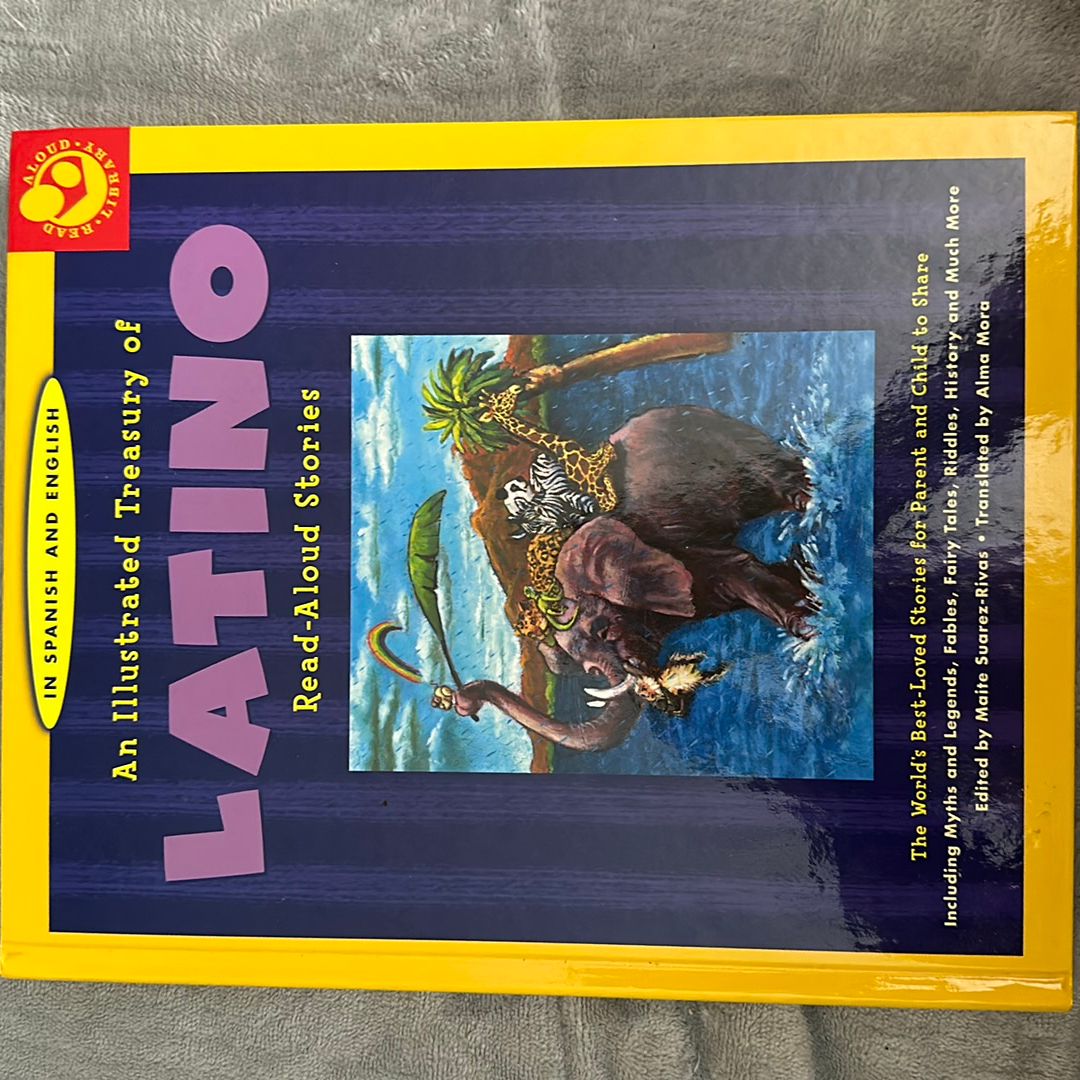 READ · ALOUD · LIBRARY ·
IN SPANISH AND ENGLISH
An Illustrated Treasury of
LATINO
Read-Aloud Stories
The World's Best-Loved Stories for Parent and Child to Share
Including Myths and Legends, Fables, Fairy Tales, Riddles, History and Much More
Edited by Maite Suarez-Rivas • Translated by Alma Mora